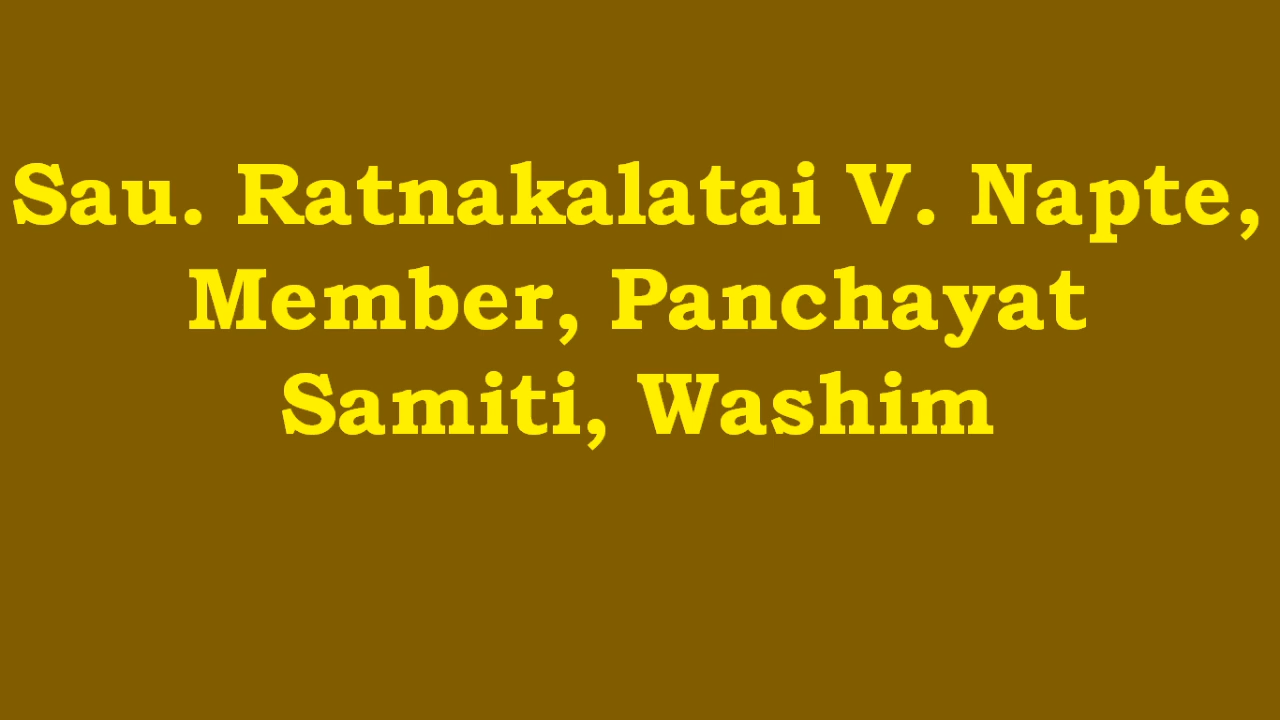 Sau. Ratnakalatai V. Napte,
Member, Panchayat
Samiti, Washim